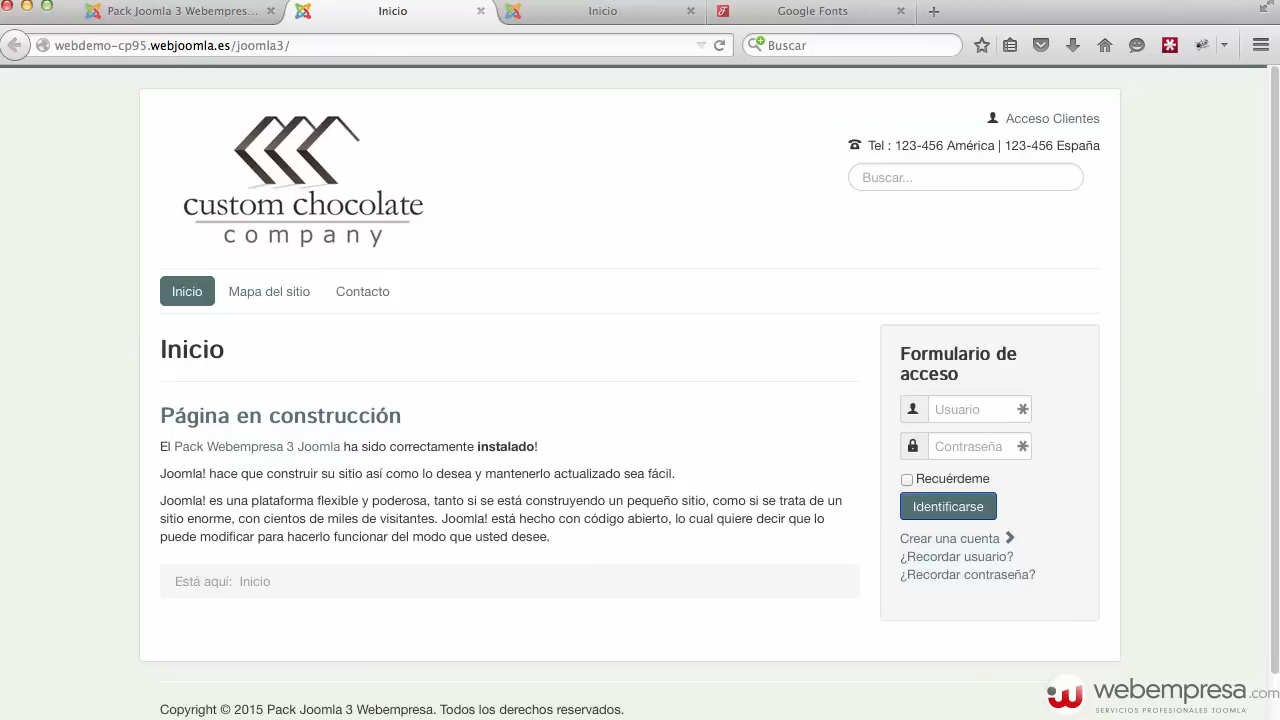 Pack Joomla 3 Webempres...
Inicio
Inicio
Google Fonts
webdemo-cp95.webjoomla.es/joomla3/
Buscar
Acceso Clientes
Tel : 123-456 América | 123-456 España
Buscar...
custom chocolate
company
Inicio
Mapa del sitio
Contacto
Inicio
Página en construcción
El Pack Webempresa 3 Joomla ha sido correctamente instalado!
Joomla! hace que construir su sitio así como lo desea y mantenerlo actualizado sea fácil.
Joomla! es una plataforma flexible y poderosa, tanto si se está construyendo un pequeño sitio, como si se trata de un
sitio enorme, con cientos de miles de visitantes. Joomla! está hecho con código abierto, lo cual quiere decir que lo
puede modificar para hacerlo funcionar del modo que usted desee.
Está aquí: Inicio
Formulario de
acceso
Usuario
Contraseña
Recuérdeme
Identificarse
Crear una cuenta
¿Recordar usuario?
¿Recordar contraseña?
Copyright © 2015 Pack Joomla 3 Webempresa. Todos los derechos reservados.
webempresa.com
SERVICIOS PROFESIONALES JOOMLA